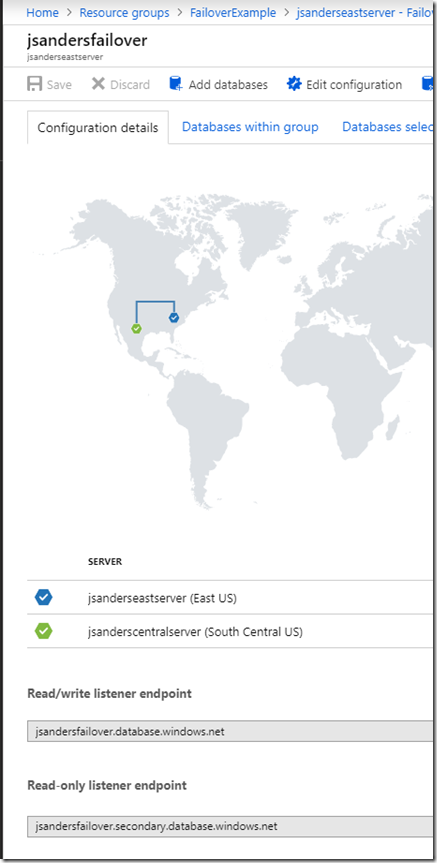 Home > Resource groups > FailoverExample > jsanderseastserver - Failov
jsandersfailover
jsanderseastserver
Save Discard Add databases Edit configuration
Configuration details Databases within group Databases selec
SERVER
jsanderseastserver (East US)
jsanderscentralserver (South Central US)
Read/write listener endpoint
jsandersfailover.database.windows.net
Read-only listener endpoint
jsandersfailover.secondary.database.windows.net